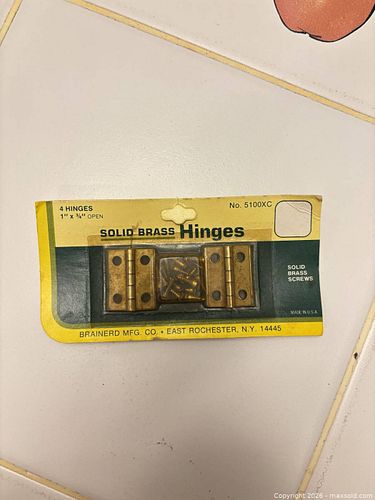 4 HINGES
1" x ¾" OPEN
No. 5100XC
SOLID BRASS Hinges
SOLID
BRASS
SCREWS
MADE IN U.S.A.
BRAINERD MFG. CO. • EAST ROCHESTER, N.Y. 14445
Copyright 2026 - maxsold.com